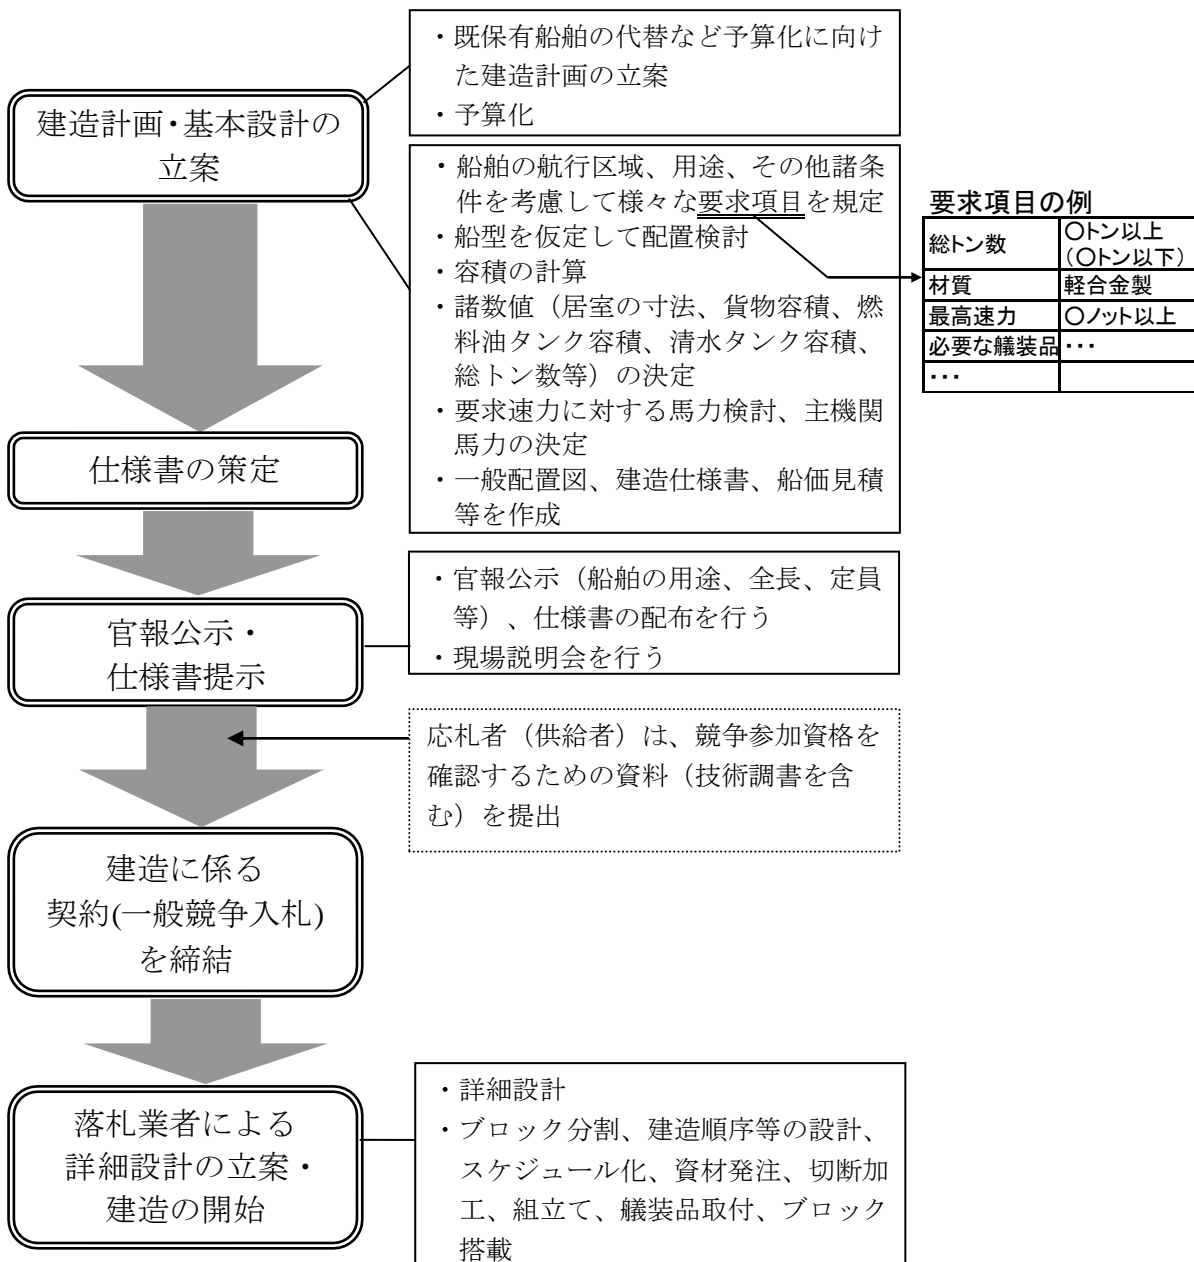 ・既保有船舶の代替など予算化に向け
た建造計画の立案
・予算化
建造計画・基本設計の
立案
・船舶の航行区域、用途、その他諸条
件を考慮して様々な要求項目を規定
・船型を仮定して配置検討
・容積の計算
・諸数値（居室の寸法、貨物容積、燃
料油タンク容積、清水タンク容積、
総トン数等）の決定
・要求速力に対する馬力検討、主機関
馬力の決定
・一般配置図、建造仕様書、船価見積
等を作成
要求項目の例
総トン数 〇トン以上
（〇トン以下）
材質 軽合金製
最高速力 〇ノット以上
必要な艤装品 ・・・
・・・
仕様書の策定
・官報公示（船舶の用途、全長、定員
等）、仕様書の配布を行う
・現場説明会を行う
官報公示・
仕様書提示
応札者（供給者）は、競争参加資格を
確認するための資料（技術調書を含
む）を提出
建造に係る
契約(一般競争入札)
を締結
落札業者による
詳細設計の立案・
建造の開始
・詳細設計
・ブロック分割、建造順序等の設計、
スケジュール化、資材発注、切断加
工、組立て、艤装品取付、ブロック
搭載